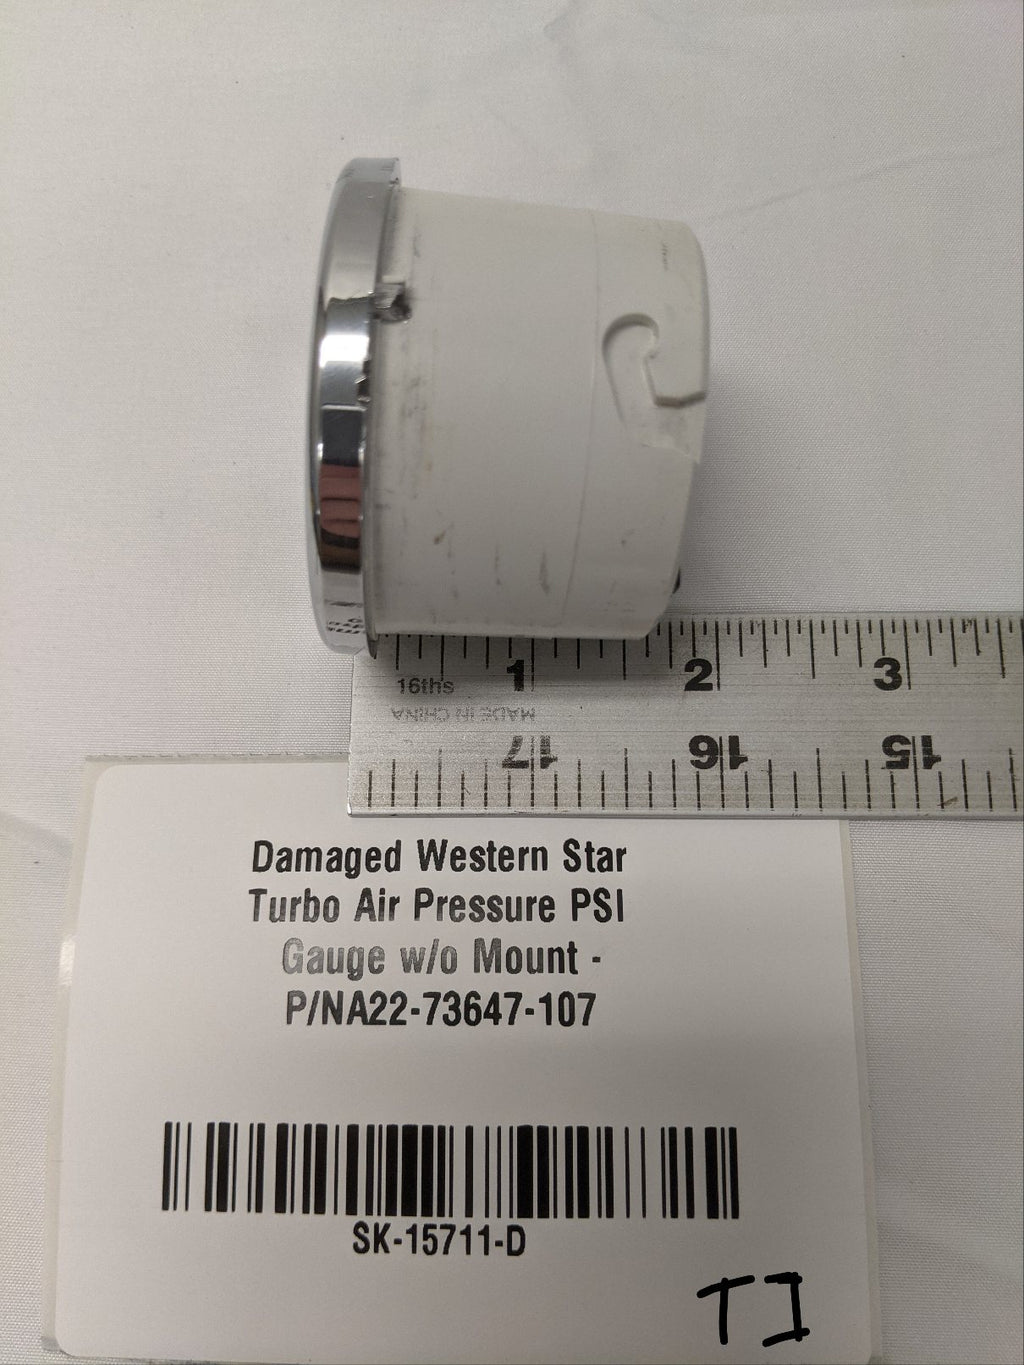 1 2 3
16ths
MADE IN CHINA
17 16 15
Damaged Western Star
Turbo Air Pressure PSI
Gauge w/o Mount -
P/NA22-73647-107
SK-15711-D
TI